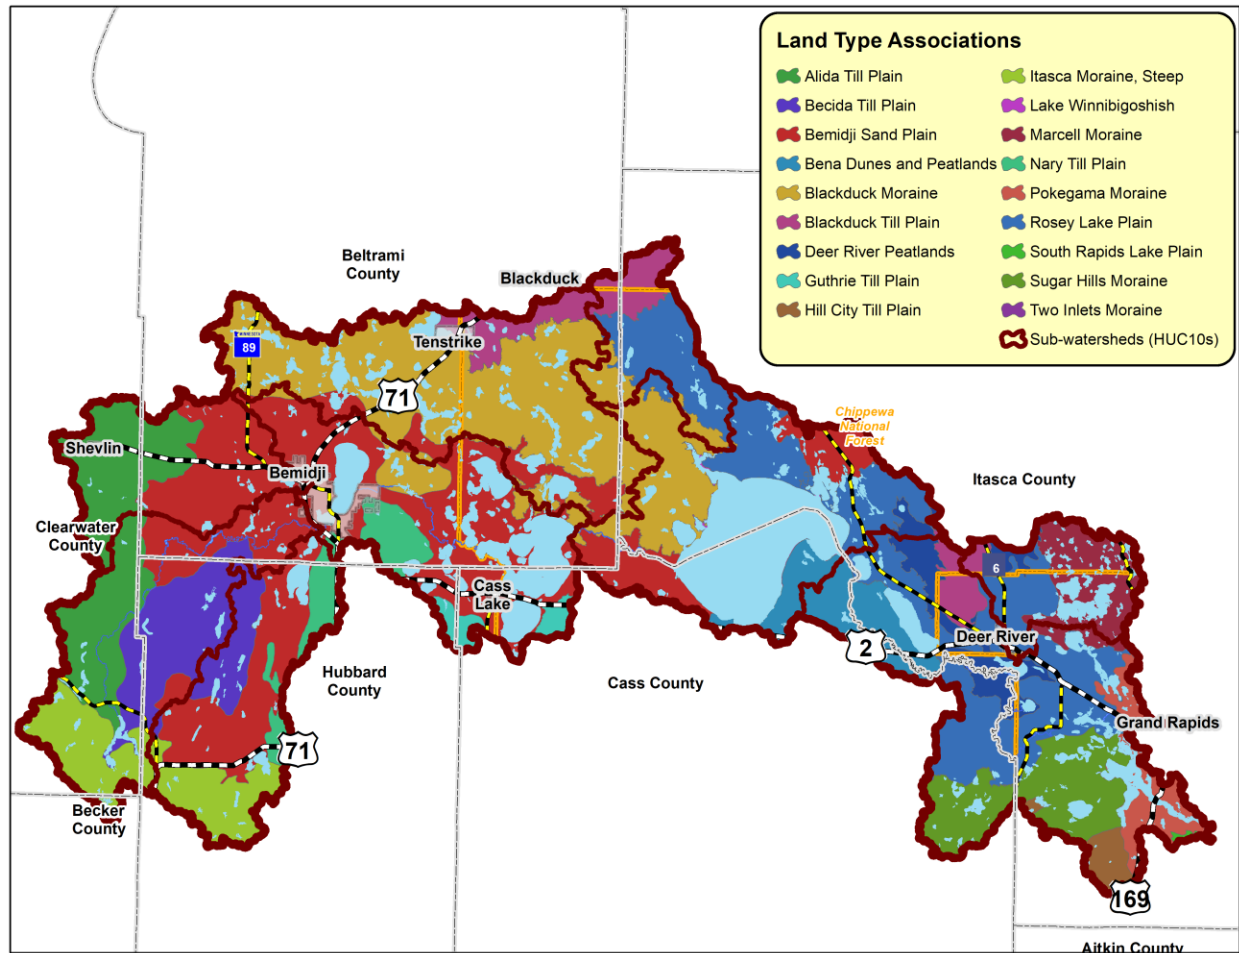 Land Type Associations
Alida Till Plain
Becida Till Plain
Bemidji Sand Plain
Bena Dunes and Peatlands
Blackduck Moraine
Blackduck Till Plain
Deer River Peatlands
Guthrie Till Plain
Hill City Till Plain
Itasca Moraine, Steep
Lake Winnibigoshish
Marcell Moraine
Nary Till Plain
Pokegama Moraine
Rosey Lake Plain
South Rapids Lake Plain
Sugar Hills Moraine
Two Inlets Moraine
Sub-watersheds (HUC10s)
Beltrami
County
Blackduck
Tenstrike
89
71
Chippewa
National
Forest
Shevlin
Bemidji
Itasca County
Clearwater
County
6
Cass
Lake
Deer River
2
Hubbard
County
Cass County
Grand Rapids
71
Becker
County
169
Aitkin County